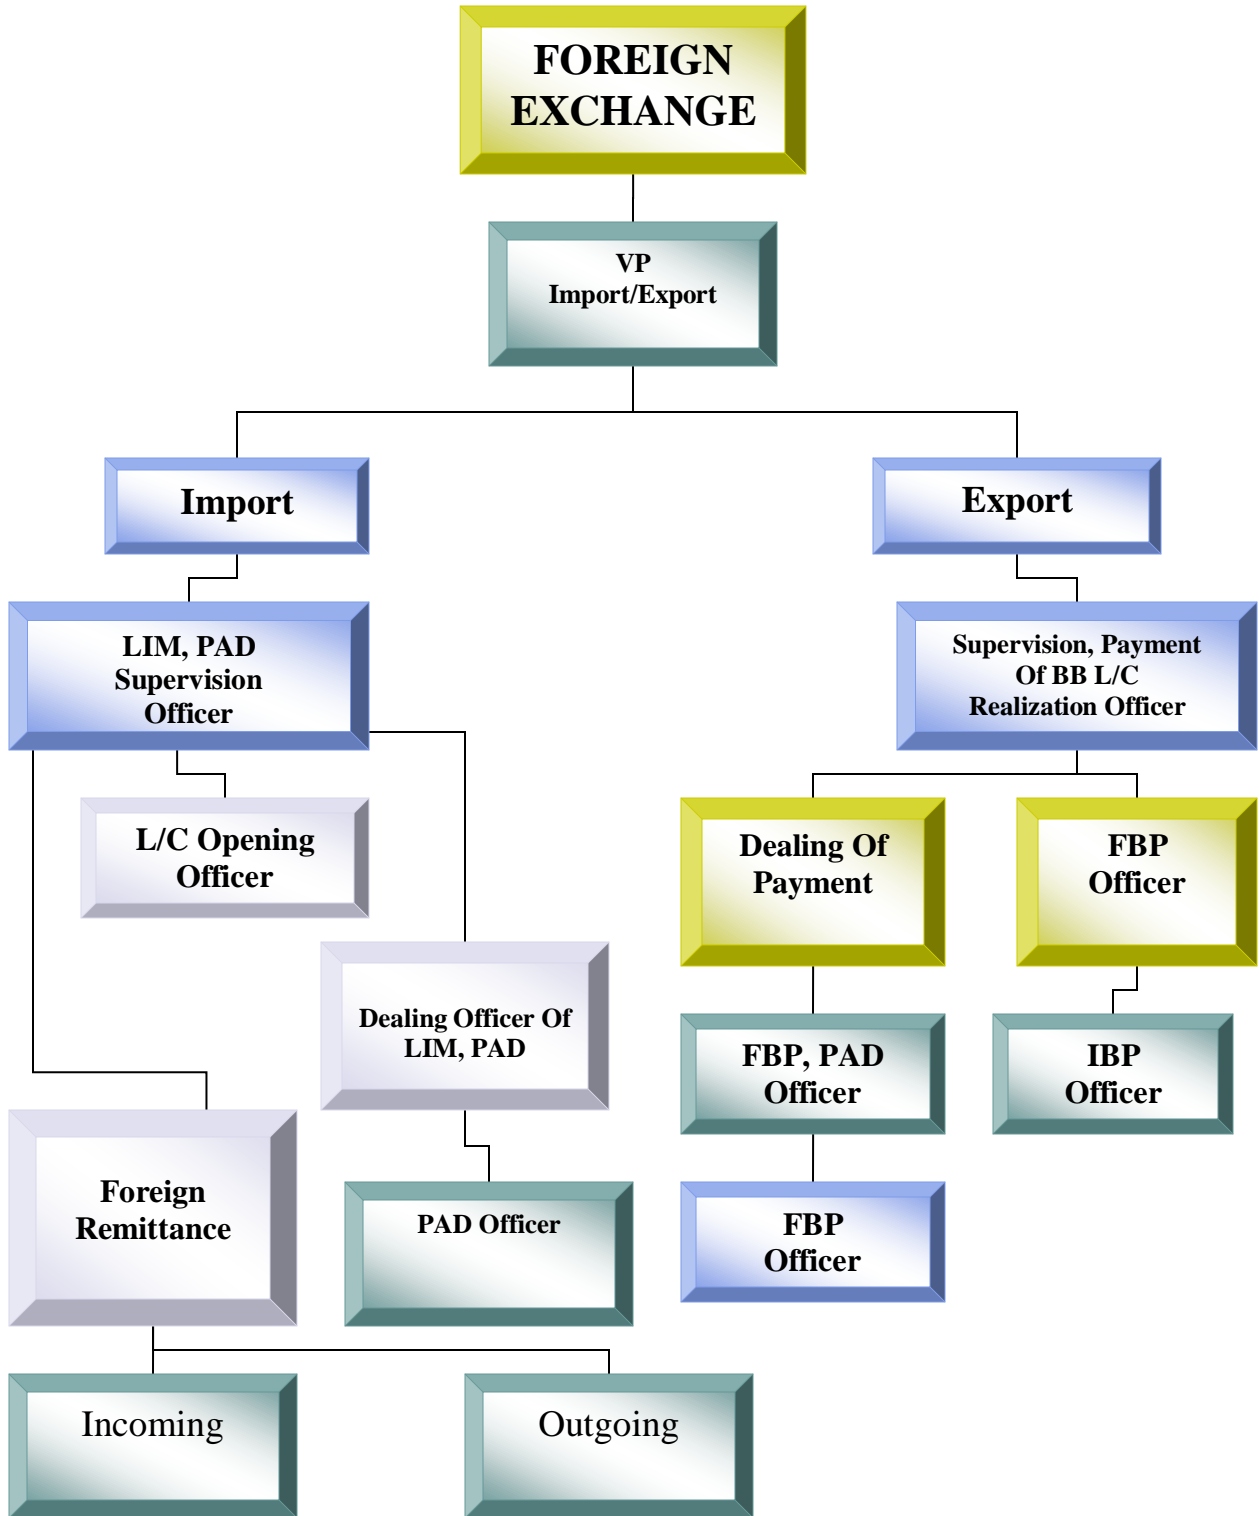 FOREIGN
EXCHANGE
VP
Import/Export
Import
Export
LIM, PAD
Supervision
Officer
Supervision, Payment
Of BB L/C
Realization Officer
L/C Opening
Officer
Dealing Of
Payment
FBP
Officer
Dealing Officer Of
LIM, PAD
FBP, PAD
Officer
IBP
Officer
Foreign
Remittance
PAD Officer
FBP
Officer
Incoming
Outgoing